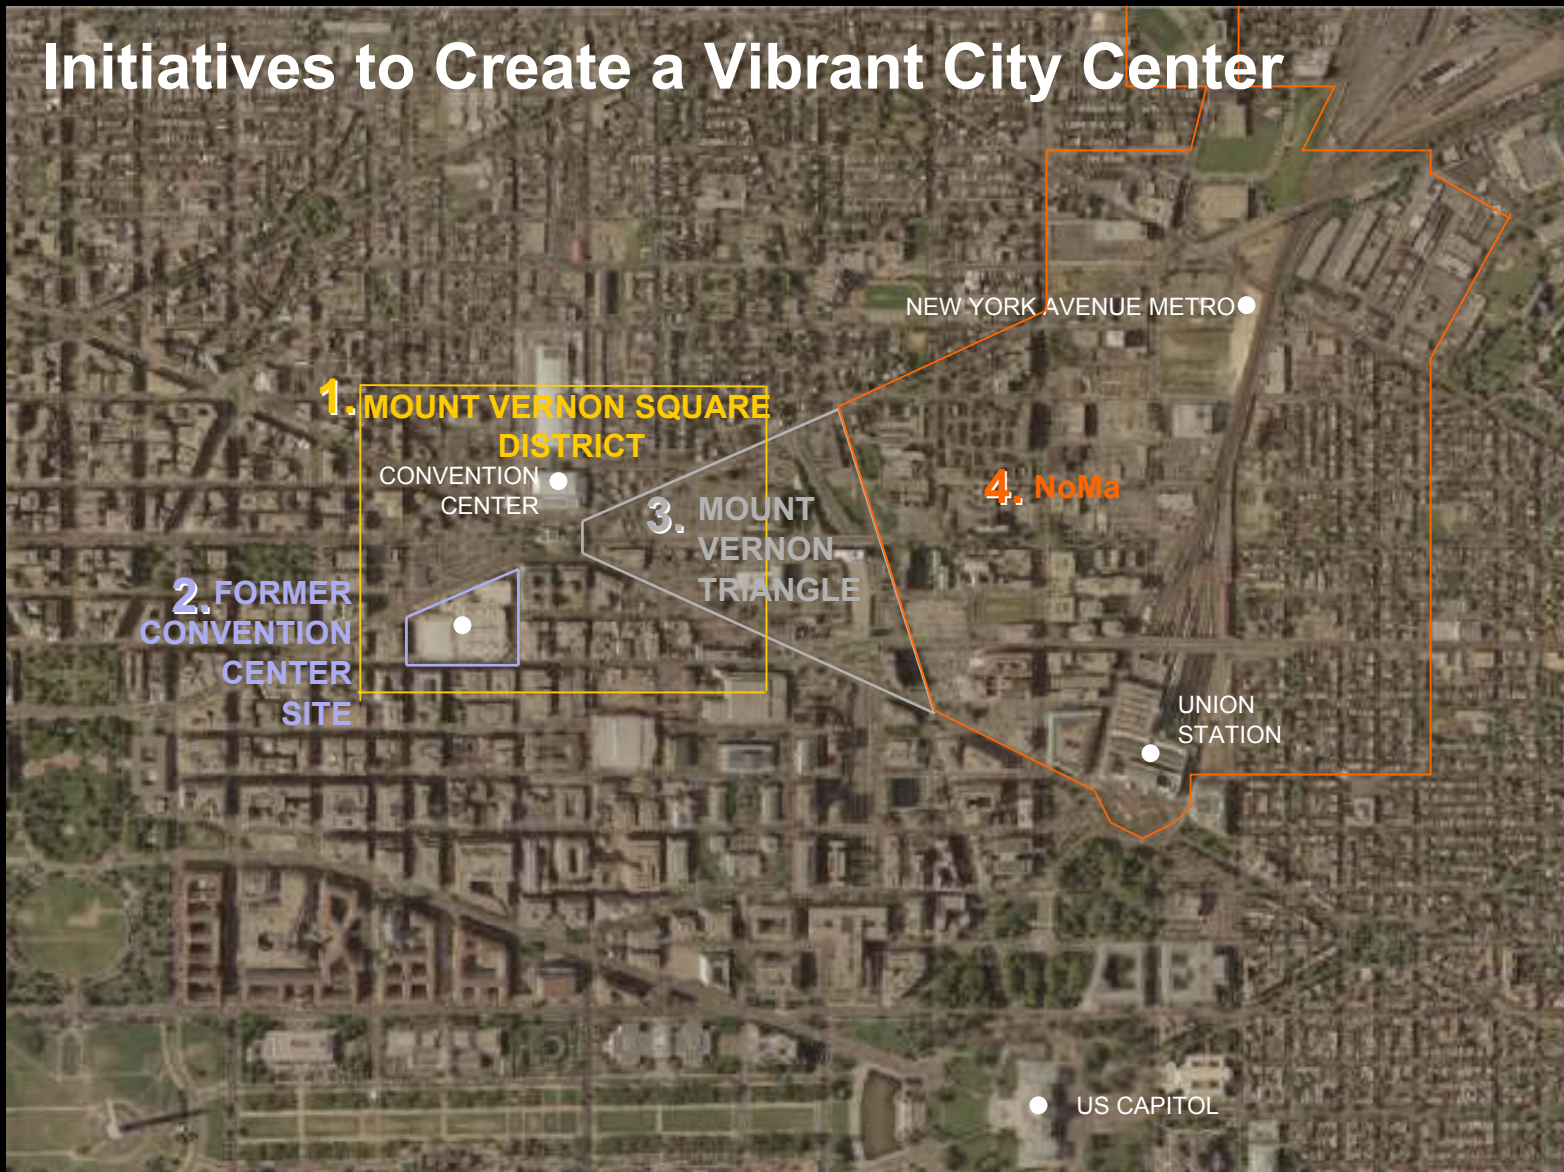 Initiatives to Create a Vibrant City Center
NEW YORK AVENUE METRO
1. MOUNT VERNON SQUARE
DISTRICT
CONVENTION
CENTER
3. MOUNT
VERNON
TRIANGLE
4. NoMa
2. FORMER
CONVENTION
CENTER
SITE
UNION
STATION
US CAPITOL